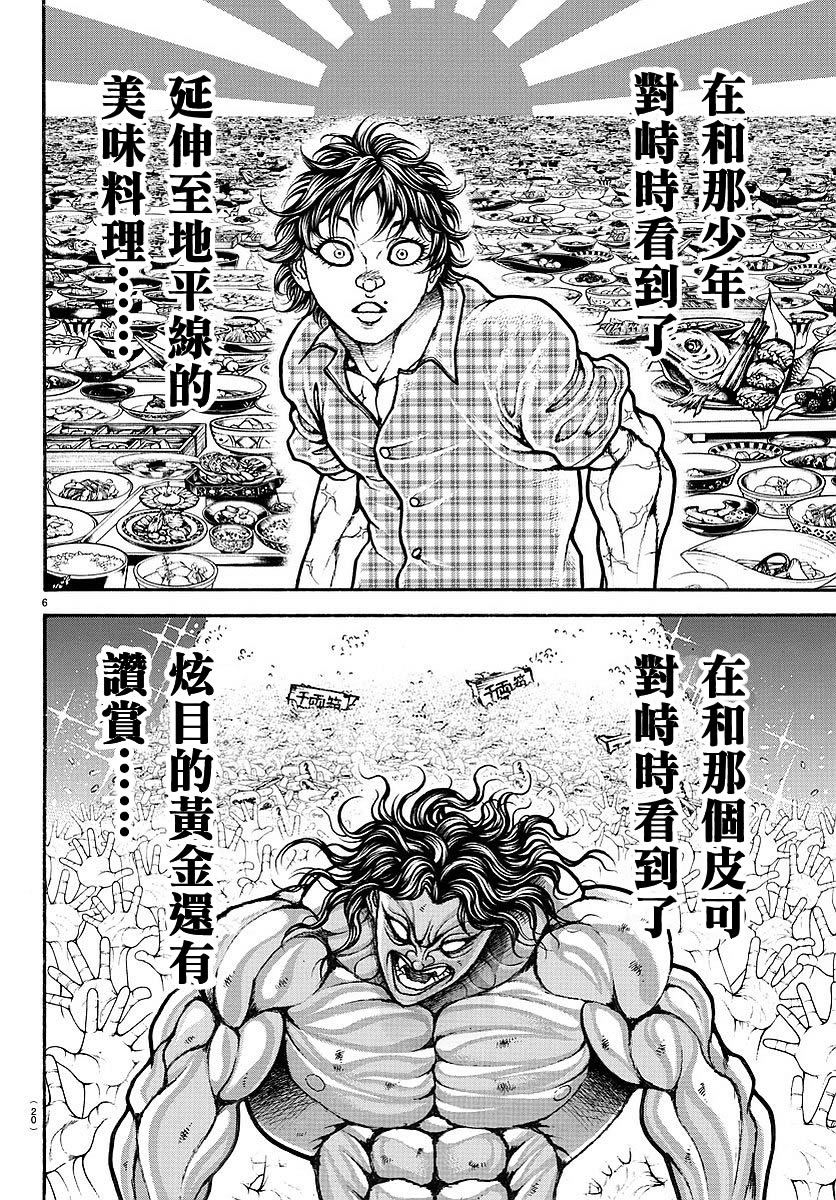 在和那少年
對峙時看到了
延伸至地平線的
美味料理……
6
在和那個皮可
對峙時看到了
炫目的黃金還有
讚賞……
千両箱
千両箱
(20)